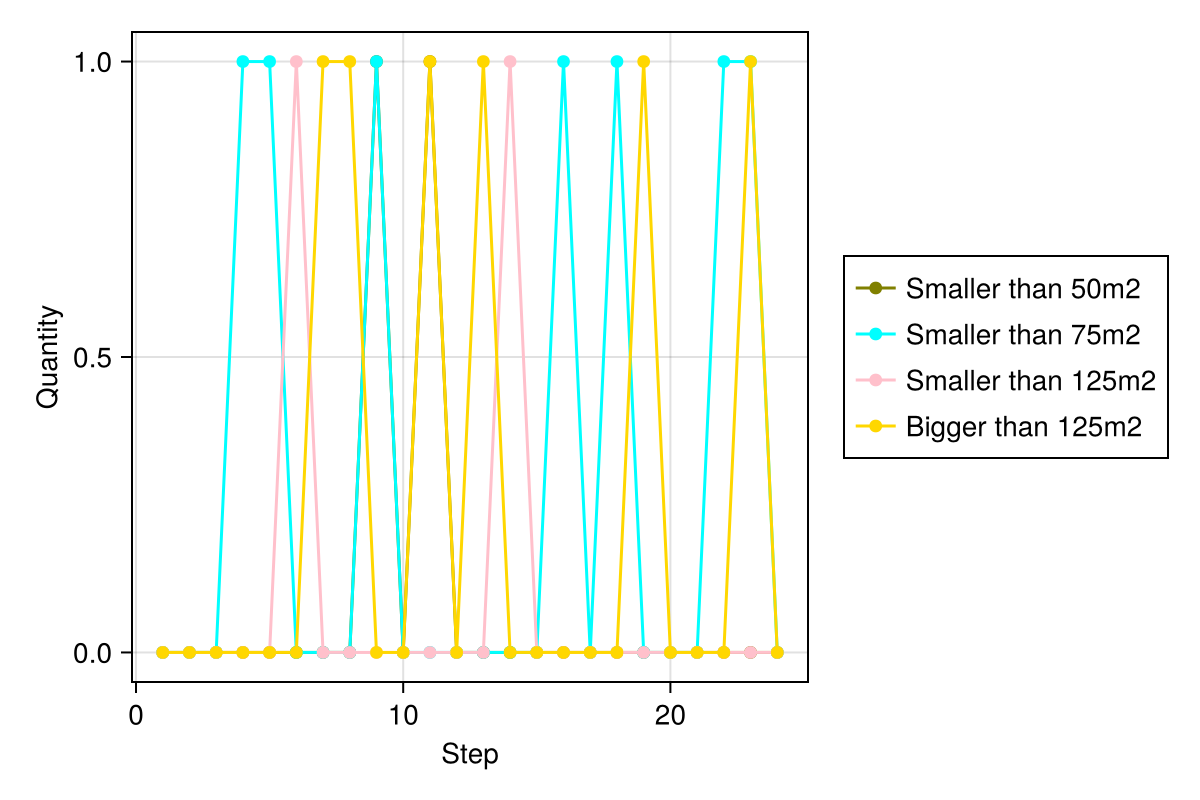 1.0
0.5
0.0
Quantity
0
10
20
Step
Smaller than 50m2
Smaller than 75m2
Smaller than 125m2
Bigger than 125m2